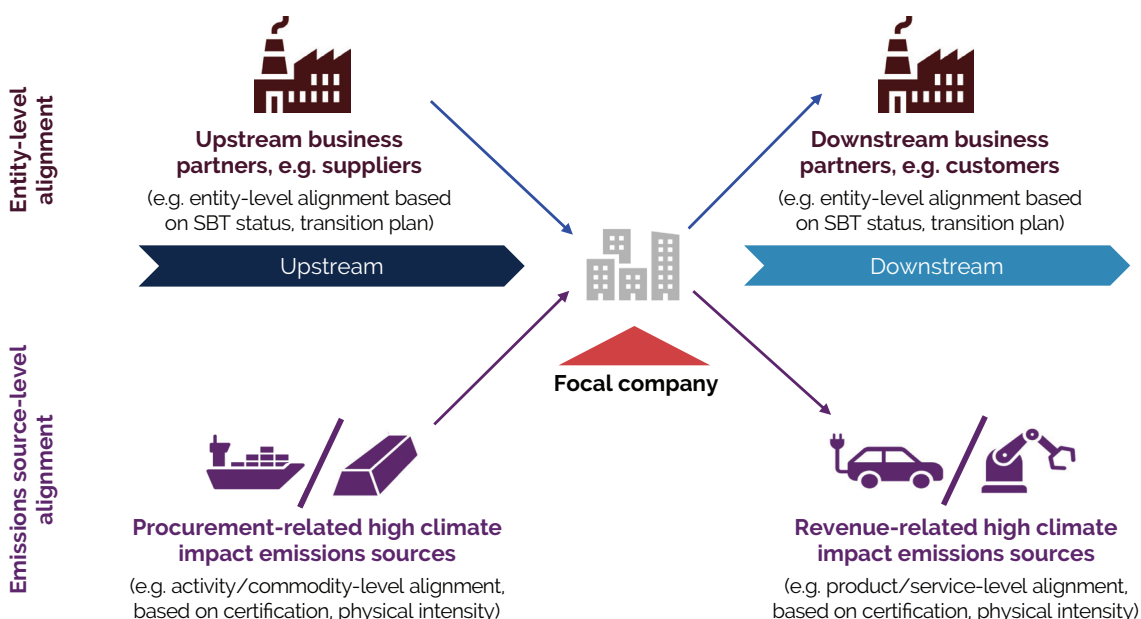 Entity-level
alignment
Upstream business
partners, e.g. suppliers
(e.g. entity-level alignment based
on SBT status, transition plan)
Upstream
Downstream business
partners, e.g. customers
(e.g. entity-level alignment based
on SBT status, transition plan)
Downstream
Focal company
Emissions source-level
alignment
Procurement-related high climate
impact emissions sources
(e.g. activity/commodity-level alignment,
based on certification, physical intensity)
Revenue-related high climate
impact emissions sources
(e.g. product/service-level alignment,
based on certification, physical intensity)